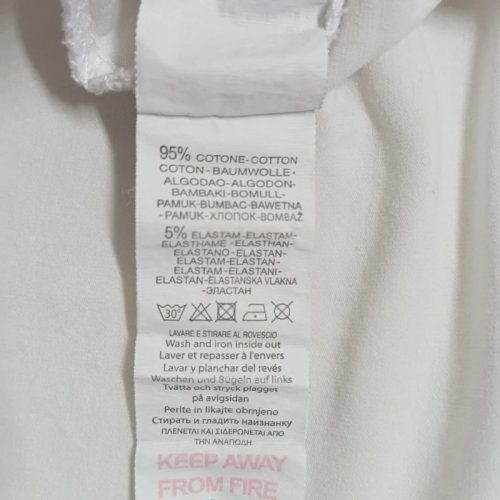 95% COTONE-COTTON
COTON-BAUMWOLLE-
ALGODAO-ALGODON-
BAMBAKI-BOMULL-
PAMUK-BUMBAC-BAWETNA
-PAMUK-ХЛОПОК-BOMBAŽ
5% ELASTAM-ELASTAM-
ELASTHAME-ELASTHAN-
ELASTANO-ELASTAN-
ELASTAM-ELASTAN-
ELASTAM-ELASTANI-
ELASTAN-ELASTANSKA VLAKNA
-ЭЛАСТАН
30°
LAVARE E STIRARE AL ROVESCIO
Wash and iron inside out
Laver et repasser à l'envers
Lavar y planchar del revés
Waschen und Bügeln auf links
Tvätta och stryck plagget
på avigsidan
Perite in likajte obrnjeno
Стирать и гладить наизнанку
ΠΛΕΝΕΤΑΙ ΚΑΙ ΣΙΔΕΡΩΝΕΤΑΙ ΑΠΟ
ΤΗΝ ΑΝΑΠΟΔΗ
KEEP AWAY
FROM FIRE